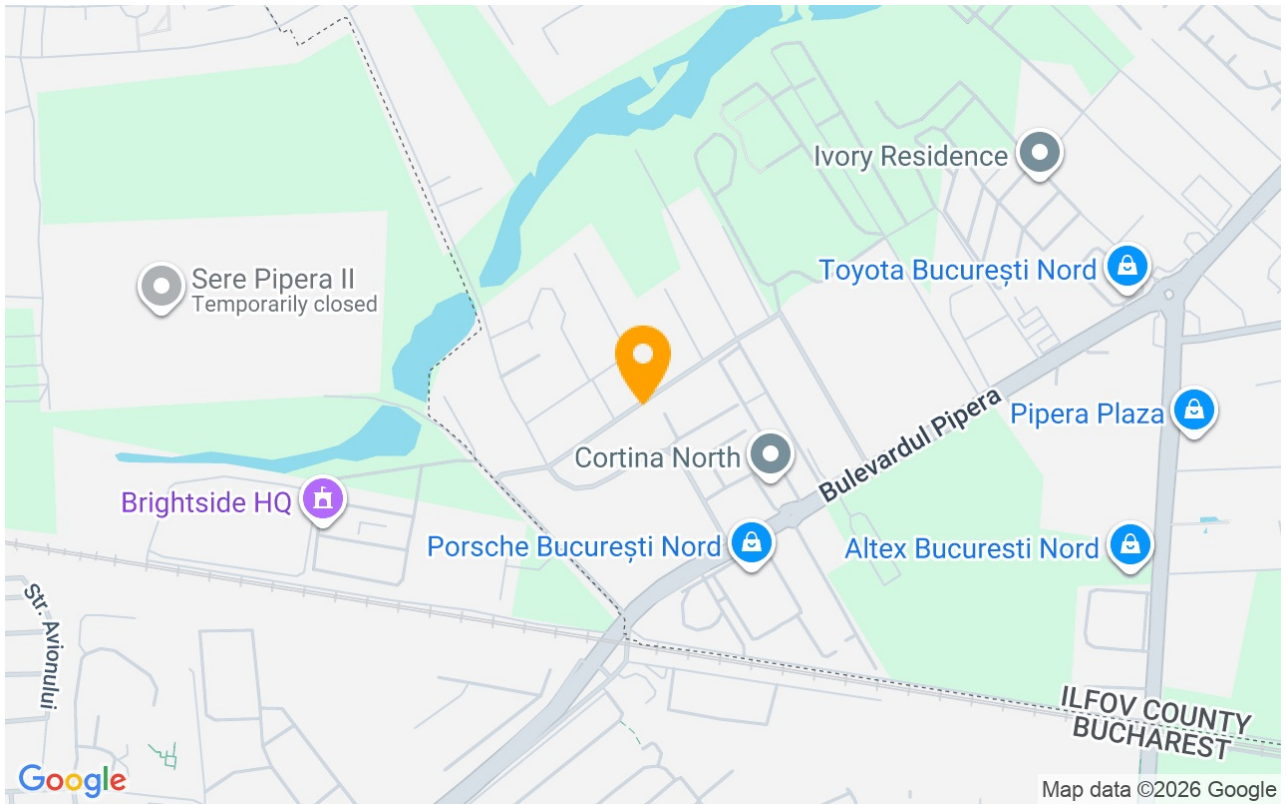 Ivory Residence
Toyota București Nord
Sere Pipera II
Temporarily closed
Pipera Plaza
Bulevardul Pipera
Cortina North
Brightside HQ
Porsche București Nord
Altex Bucuresti Nord
Str. Avionului
ILFOV COUNTY
BUCHAREST
Google
Map data ©2026 Google